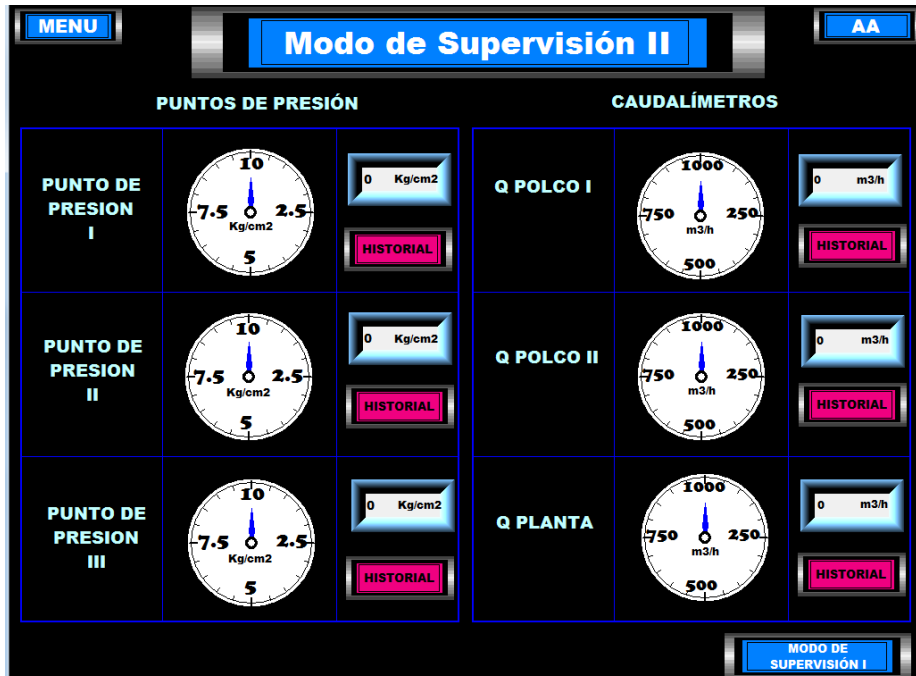 MENU
Modo de Supervisión II
AA
PUNTOS DE PRESIÓN
CAUDALÍMETROS
PUNTO DE
PRESION
I
10
7.5
2.5
Kg/cm2
5
0 Kg/cm2
HISTORIAL
Q POLCO I
1000
750
250
m3/h
500
0 m3/h
HISTORIAL
PUNTO DE
PRESION
II
10
7.5
2.5
Kg/cm2
5
0 Kg/cm2
HISTORIAL
Q POLCO II
1000
750
250
m3/h
500
0 m3/h
HISTORIAL
PUNTO DE
PRESION
III
10
7.5
2.5
Kg/cm2
5
0 Kg/cm2
HISTORIAL
Q PLANTA
1000
750
250
m3/h
500
0 m3/h
HISTORIAL
MODO DE
SUPERVISIÓN I